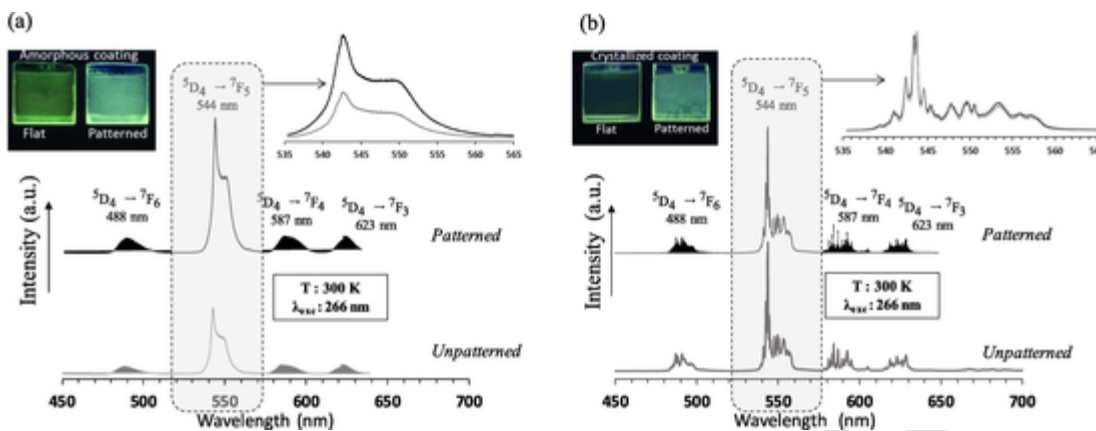 (a)
Amorphous coating
Flat
Patterned
⁵D₄ → ⁷F₅
544 nm
535 540 545 550 555 560 565
Intensity (a.u.)
⁵D₄ → ⁷F₆
488 nm
⁵D₄ → ⁷F₄
587 nm
⁵D₄ → ⁷F₃
623 nm
Patterned
T : 300 K
λexc : 266 nm
Unpatterned
450 500 550 600 650 700
Wavelength (nm)
(b)
Crystallized coating
Flat
Patterned
⁵D₄ → ⁷F₅
544 nm
535 540 545 550 555 560
Intensity (a.u.)
⁵D₄ → ⁷F₆
488 nm
⁵D₄ → ⁷F₄
587 nm
⁵D₄ → ⁷F₃
623 nm
Patterned
T : 300 K
λexc : 266 nm
Unpatterned
450 500 550 600 650 700
Wavelength (nm)